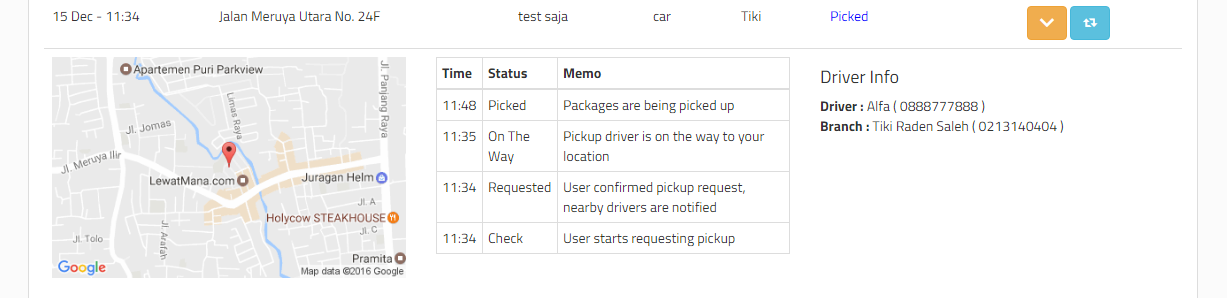 15 Dec - 11:34 Jalan Meruya Utara No. 24F test saja car Tiki Picked
Apartemen Puri Parkview
Jl. Panjang Raya
Limas Raya
Jl. Jomas
Jl. Meruya Ilir
LewatMana.com
Juragan Helm
Jl. A
Holycow STEAKHOUSE
Jl. C
Jl. Tolo
Jl. Arafah
Pramita
Google
Map data ©2016 Google
Time Status Memo
11:48 Picked Packages are being picked up
11:35 On The Way Pickup driver is on the way to your
location
11:34 Requested User confirmed pickup request,
nearby drivers are notified
11:34 Check User starts requesting pickup
Driver Info
Driver : Alfa ( 0888777888 )
Branch : Tiki Raden Saleh ( 0213140404 )